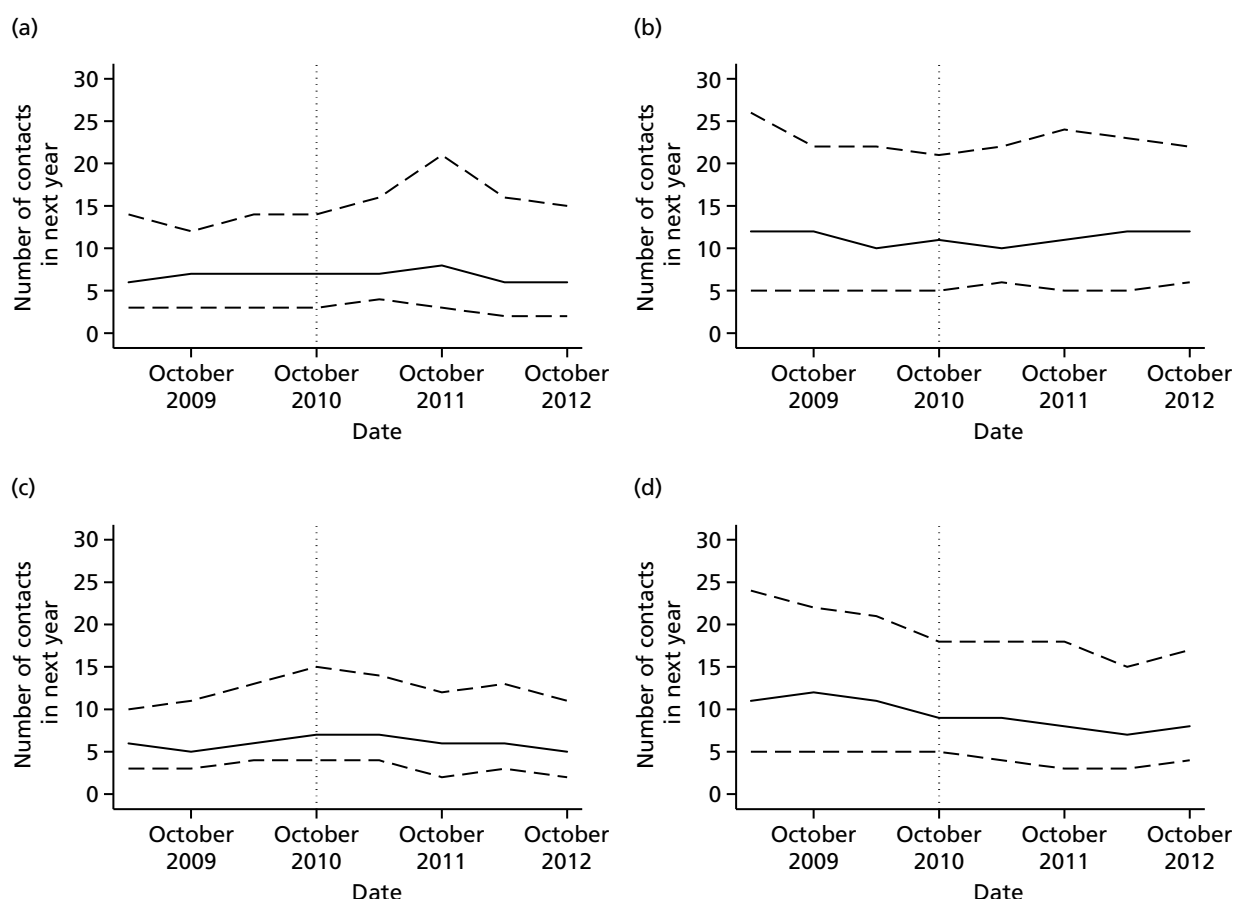 (a)
Number of contacts
in next year
30
25
20
15
10
5
0
October
2009
October
2010
October
2011
October
2012
Date
(b)
Number of contacts
in next year
30
25
20
15
10
5
0
October
2009
October
2010
October
2011
October
2012
Date
(c)
Number of contacts
in next year
30
25
20
15
10
5
0
October
2009
October
2010
October
2011
October
2012
Date
(d)
Number of contacts
in next year
30
25
20
15
10
5
0
October
2009
October
2010
October
2011
October
2012
Date